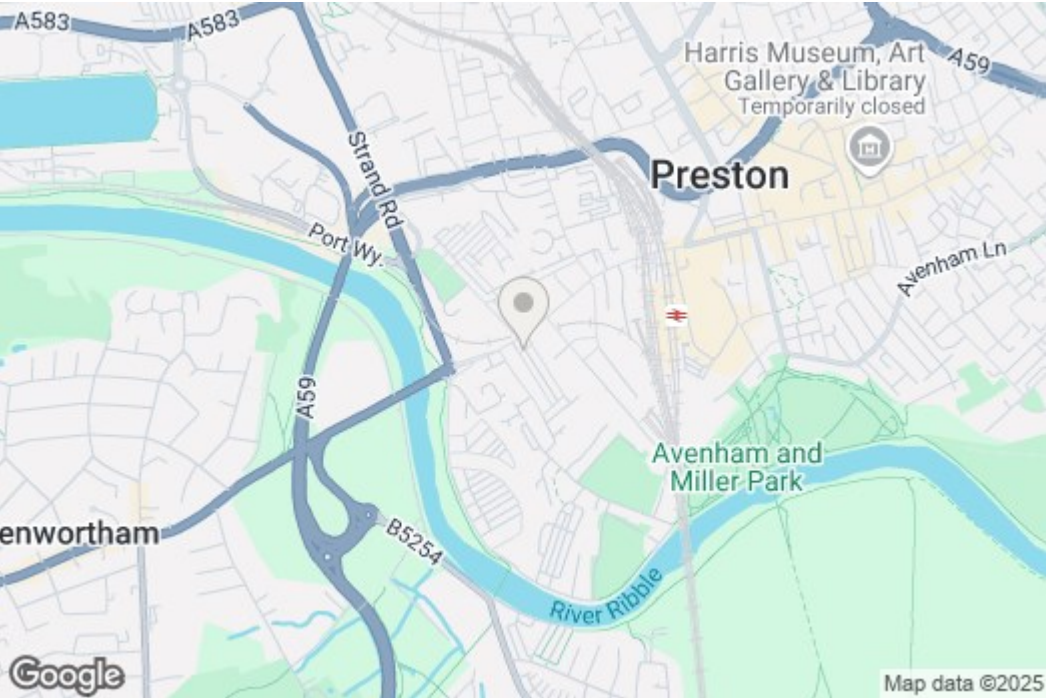 A583
A583
Harris Museum, Art
Gallery & Library
Temporarily closed
A59
Strand Rd
Preston
Port Wy.
Avenham Ln
A59
Avenham and
Miller Park
enwortham
B5254
River Ribble
Google
Map data ©2025